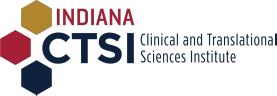 INDIANA
CTSI
Clinical and Translational
Sciences Institute